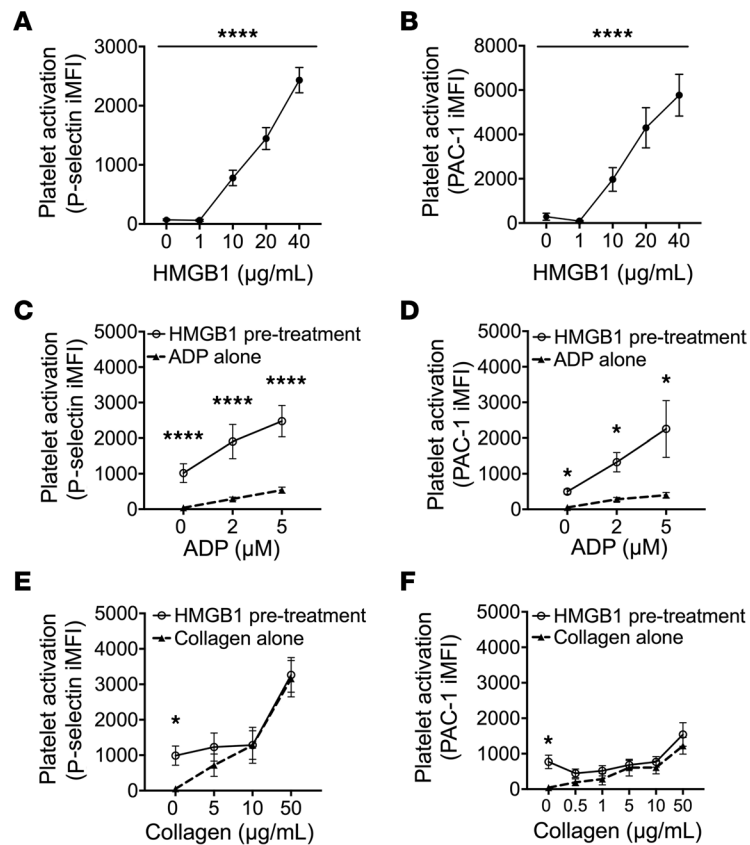 A
Platelet activation
(P-selectin iMFI)
****
3000
2000
1000
0
0 1 10 20 40
HMGB1 (µg/mL)
B
Platelet activation
(PAC-1 iMFI)
****
8000
6000
4000
2000
0
0 1 10 20 40
HMGB1 (µg/mL)
C
Platelet activation
(P-selectin iMFI)
5000
4000
3000
2000
1000
0
HMGB1 pre-treatment
ADP alone
**** **** ****
0 2 5
ADP (µM)
D
Platelet activation
(PAC-1 iMFI)
5000
4000
3000
2000
1000
0
HMGB1 pre-treatment
ADP alone
* * *
0 2 5
ADP (µM)
E
Platelet activation
(P-selectin iMFI)
5000
4000
3000
2000
1000
0
HMGB1 pre-treatment
Collagen alone
*
0 5 10 50
Collagen (µg/mL)
F
Platelet activation
(PAC-1 iMFI)
5000
4000
3000
2000
1000
0
HMGB1 pre-treatment
Collagen alone
*
0 0.5 1 5 10 50
Collagen (µg/mL)